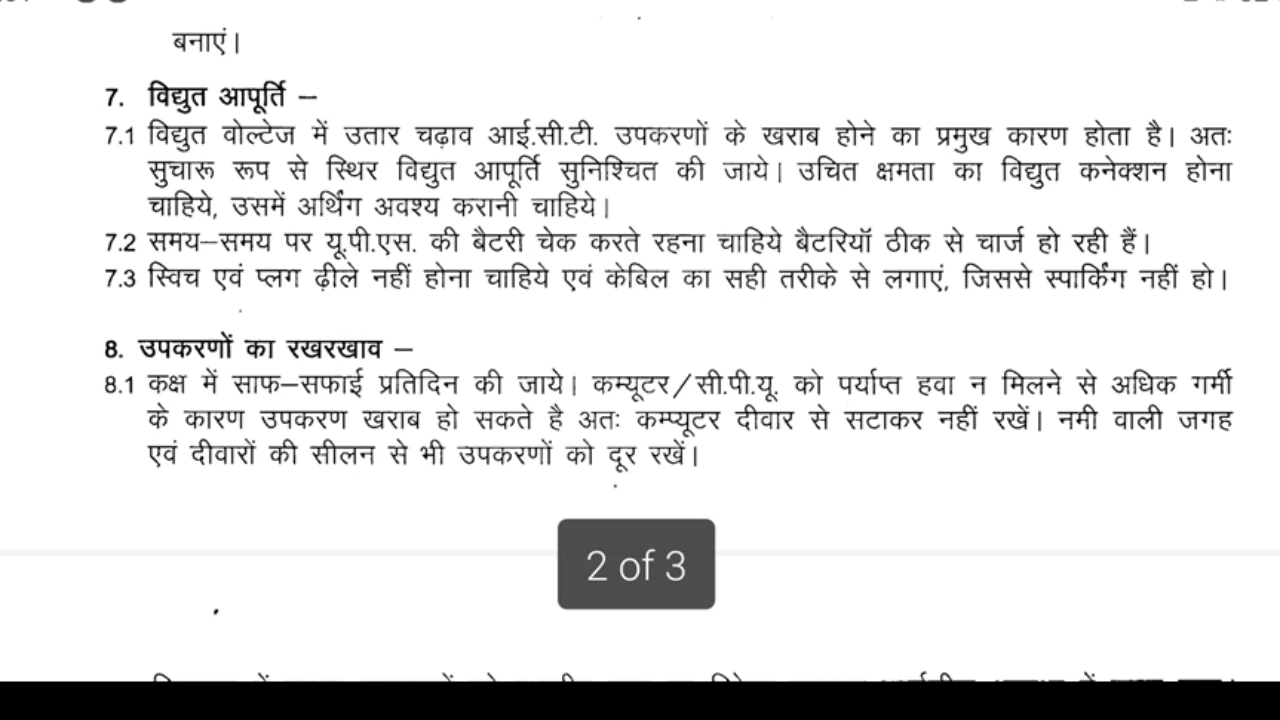 बनाएं।
7. विद्युत आपूर्ति –
7.1 विद्युत वोल्टेज में उतार चढ़ाव आई.सी.टी. उपकरणों के खराब होने का प्रमुख कारण होता है। अतः
सुचारू रूप से स्थिर विद्युत आपूर्ति सुनिश्चित की जाये। उचित क्षमता का विद्युत कनेक्शन होना
चाहिये, उसमें अर्थिंग अवश्य करानी चाहिये।
7.2 समय–समय पर यू.पी.एस. की बैटरी चेक करते रहना चाहिये बैटरियॉ ठीक से चार्ज हो रही हैं।
7.3 स्विच एवं प्लग ढ़ीले नहीं होना चाहिये एवं केबिल का सही तरीके से लगाएं, जिससे स्पार्किंग नहीं हो।
8. उपकरणों का रखरखाव –
8.1 कक्ष में साफ–सफाई प्रतिदिन की जाये। कम्यूटर/सी.पी.यू. को पर्याप्त हवा न मिलने से अधिक गर्मी
के कारण उपकरण खराब हो सकते है अतः कम्प्यूटर दीवार से सटाकर नहीं रखें। नमी वाली जगह
एवं दीवारों की सीलन से भी उपकरणों को दूर रखें।
2 of 3